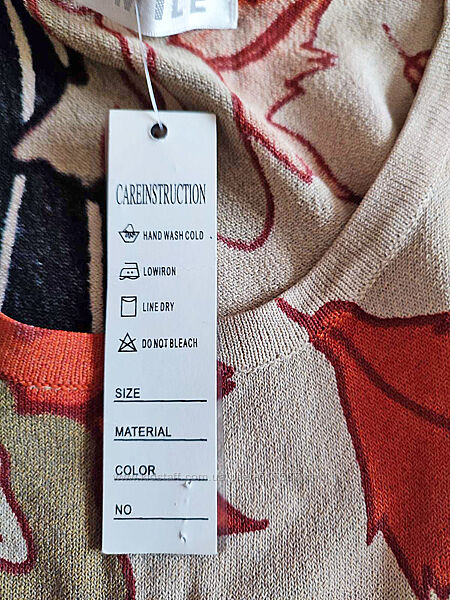 CAREINSTRUCTION
HAND WASH COLD
LOWIRON
LINE DRY
DO NOT BLEACH
SIZE
MATERIAL
COLOR
NO